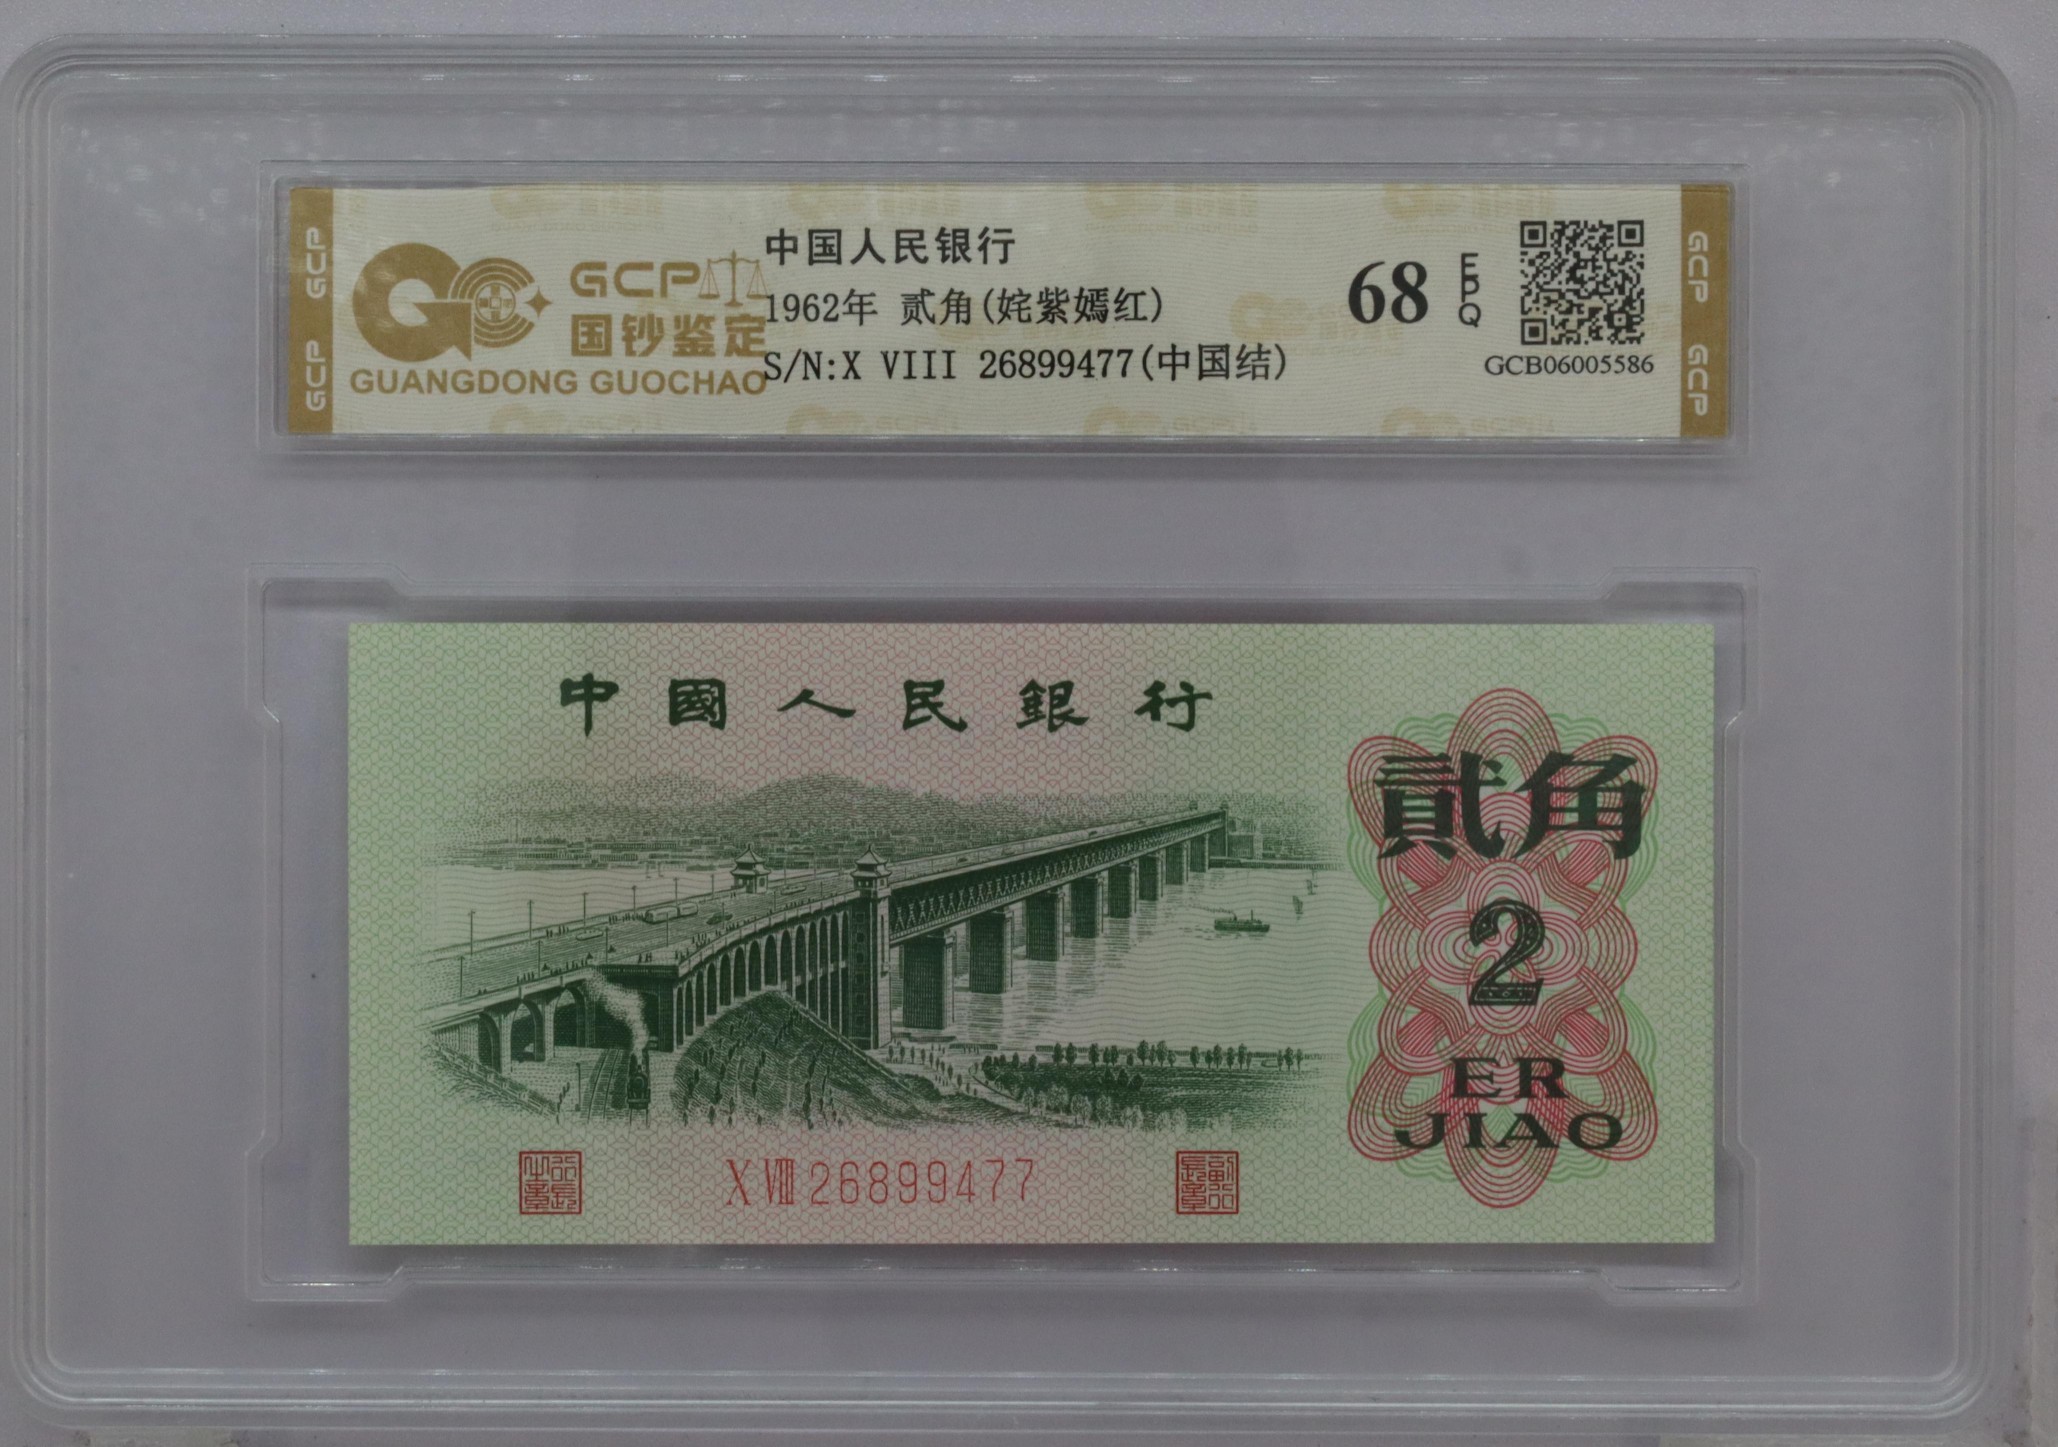 GCP
GCP
GCP
国钞鉴定
GUANGDONG GUOCHAO
中国人民银行
1962年 贰角(姹紫嫣红)
S/N:X VIII 26899477(中国结)
68
EPQ
GCB06005586
GCP
GCP
中國人民銀行
貳角
2
ER
JIAO
X VIII 26899477